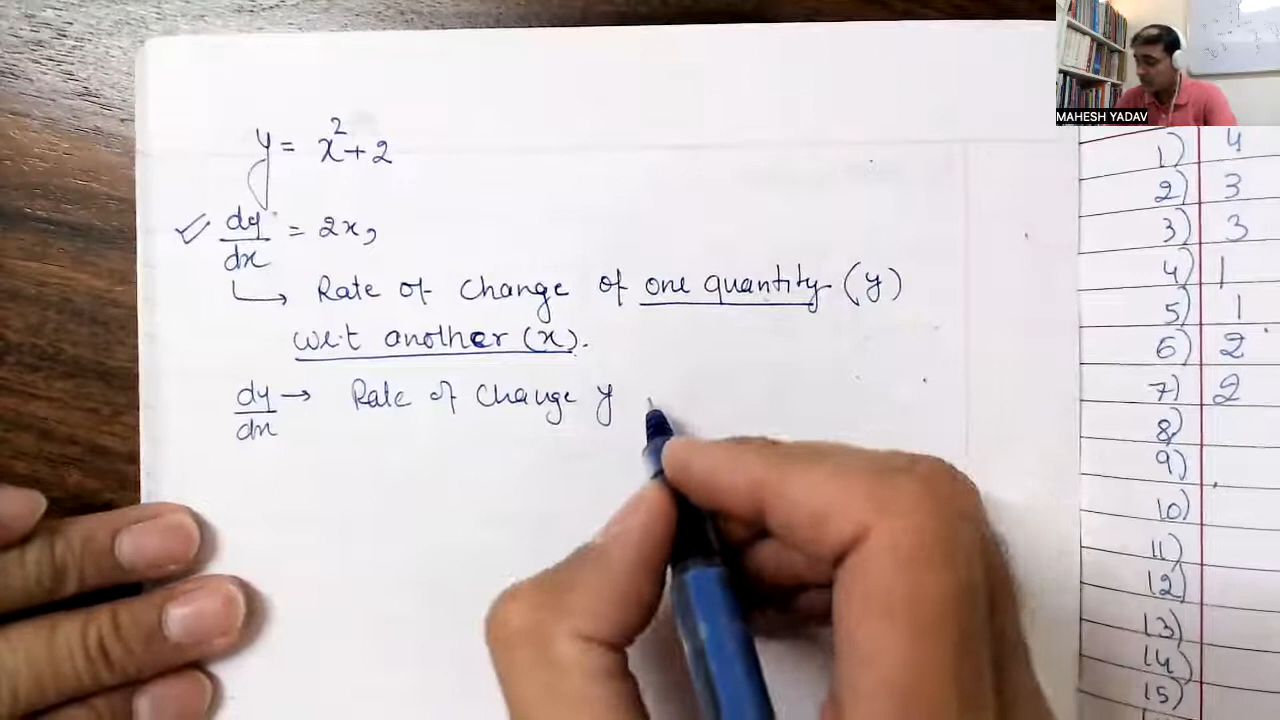 y = x²+2
dy/dx = 2x,
Rate of change of one quantity (y)
w.r.t another (x).
dy/dx → Rate of change y
MAHESH YADAV
1) 4
2) 3
3) 3
4) 1
5) 1
6) 2
7) 2
8)
9)
10)
11)
12)
13)
14)
15)